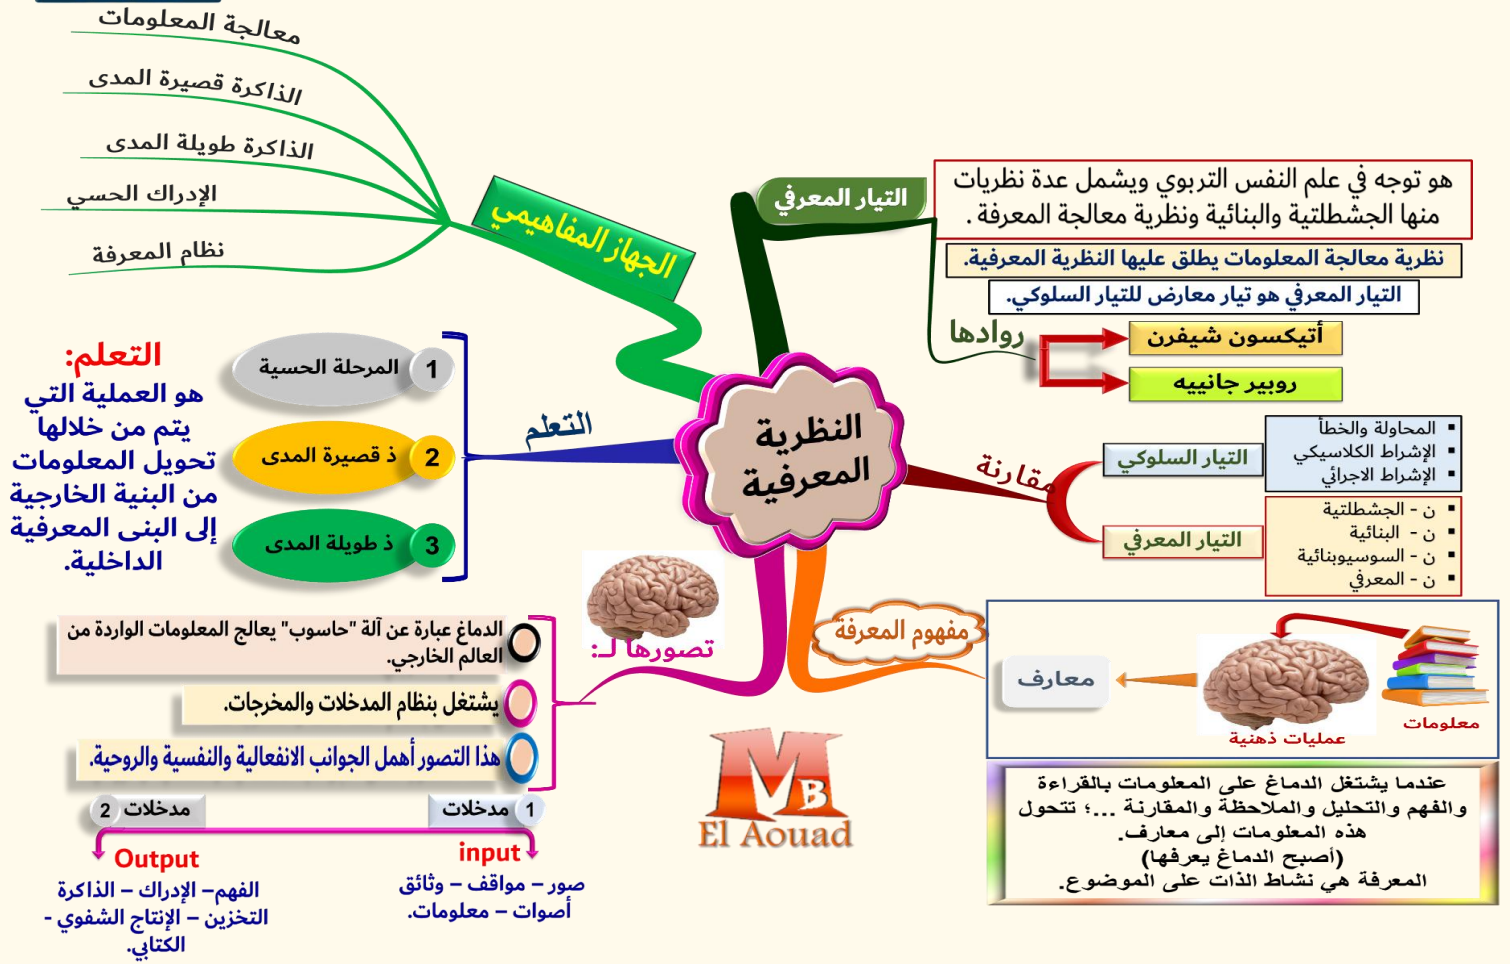 معالجة المعلومات
الذاكرة قصيرة المدى
الذاكرة طويلة المدى
الإدراك الحسي
نظام المعرفة
الجهاز المفاهيمي
التيار المعرفي
هو توجه في علم النفس التربوي ويشمل عدة نظريات
منها الجشطلتية والبنائية ونظرية معالجة المعرفة .
نظرية معالجة المعلومات يطلق عليها النظرية المعرفية.
التيار المعرفي هو تيار معارض للتيار السلوكي.
روادها
أتيكسون شيفرن
روبير جانييه
النظرية
المعرفية
مقارنة
التيار السلوكي
المحاولة والخطأ
الإشراط الكلاسيكي
الإشراط الاجرائي
التيار المعرفي
ن - الجشطلتية
ن - البنائية
ن - السوسيوبنائية
ن - المعرفي
التعلم
1 المرحلة الحسية
2 ذ قصيرة المدى
3 ذ طويلة المدى
التعلم:
هو العملية التي
يتم من خلالها
تحويل المعلومات
من البنية الخارجية
إلى البنى المعرفية
الداخلية.
مفهوم المعرفة
معلومات
عمليات ذهنية
معارف
عندما يشتغل الدماغ على المعلومات بالقراءة
والفهم والتحليل والملاحظة والمقارنة ...؛ تتحول
هذه المعلومات إلى معارف.
(أصبح الدماغ يعرفها)
المعرفة هي نشاط الذات على الموضوع.
تصورها لـ:
الدماغ عبارة عن آلة "حاسوب" يعالج المعلومات الواردة من
العالم الخارجي.
يشتغل بنظام المدخلات والمخرجات.
هذا التصور أهمل الجوانب الانفعالية والنفسية والروحية.
1 مدخلات
مدخلات 2
input
Output
صور – مواقف – وثائق
أصوات – معلومات.
الفهم– الإدراك – الذاكرة
التخزين – الإنتاج الشفوي -
الكتابي.
MB
El Aouad